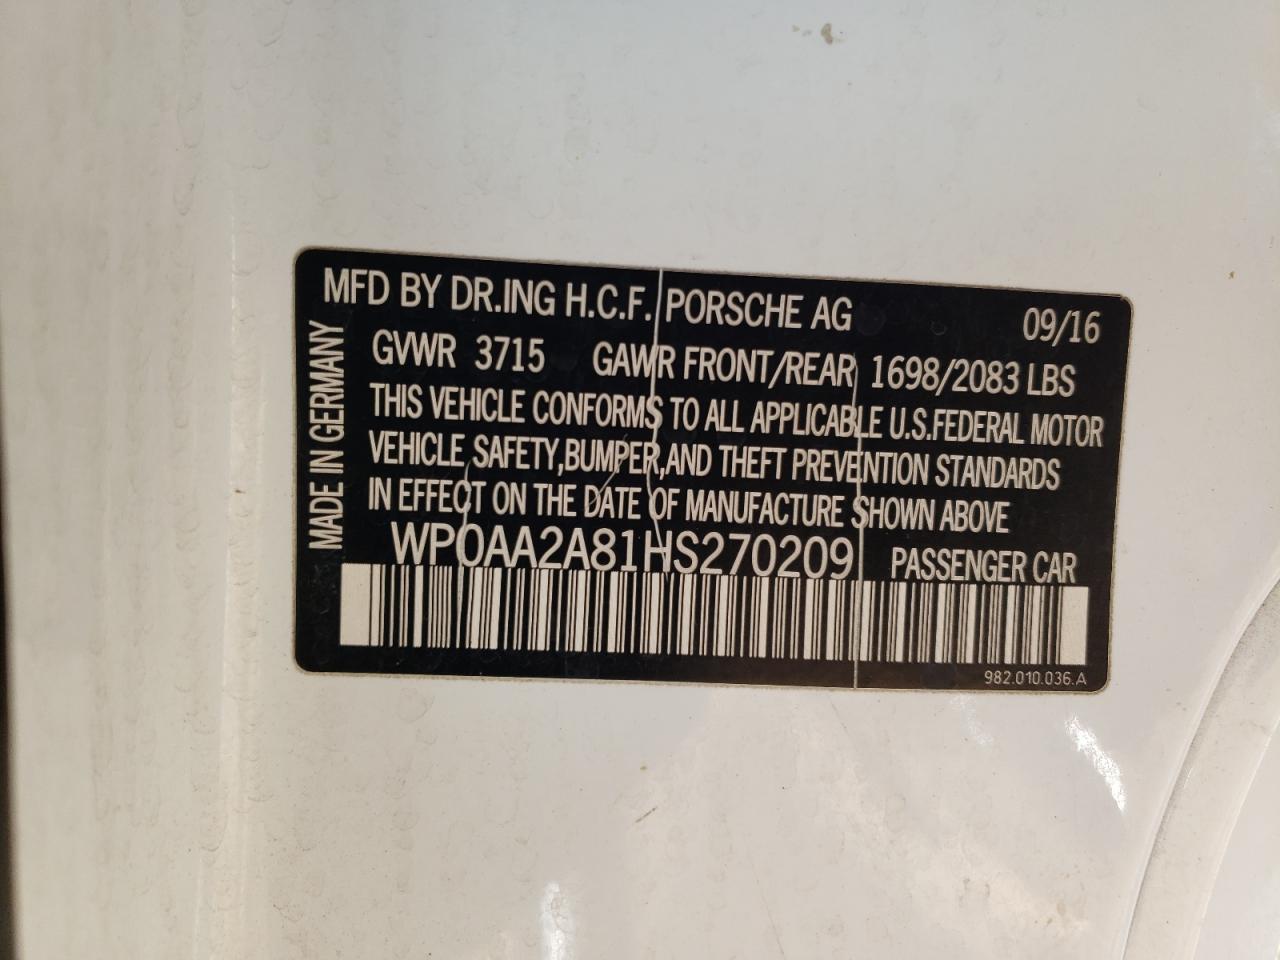 MFD BY DR.ING H.C.F. PORSCHE AG 09/16
GVWR 3715 GAWR FRONT/REAR 1698/2083 LBS
THIS VEHICLE CONFORMS TO ALL APPLICABLE U.S.FEDERAL MOTOR
VEHICLE SAFETY,BUMPER,AND THEFT PREVENTION STANDARDS
IN EFFECT ON THE DATE OF MANUFACTURE SHOWN ABOVE
WP0AA2A81HS270209 PASSENGER CAR
982.010.036.A
MADE IN GERMANY